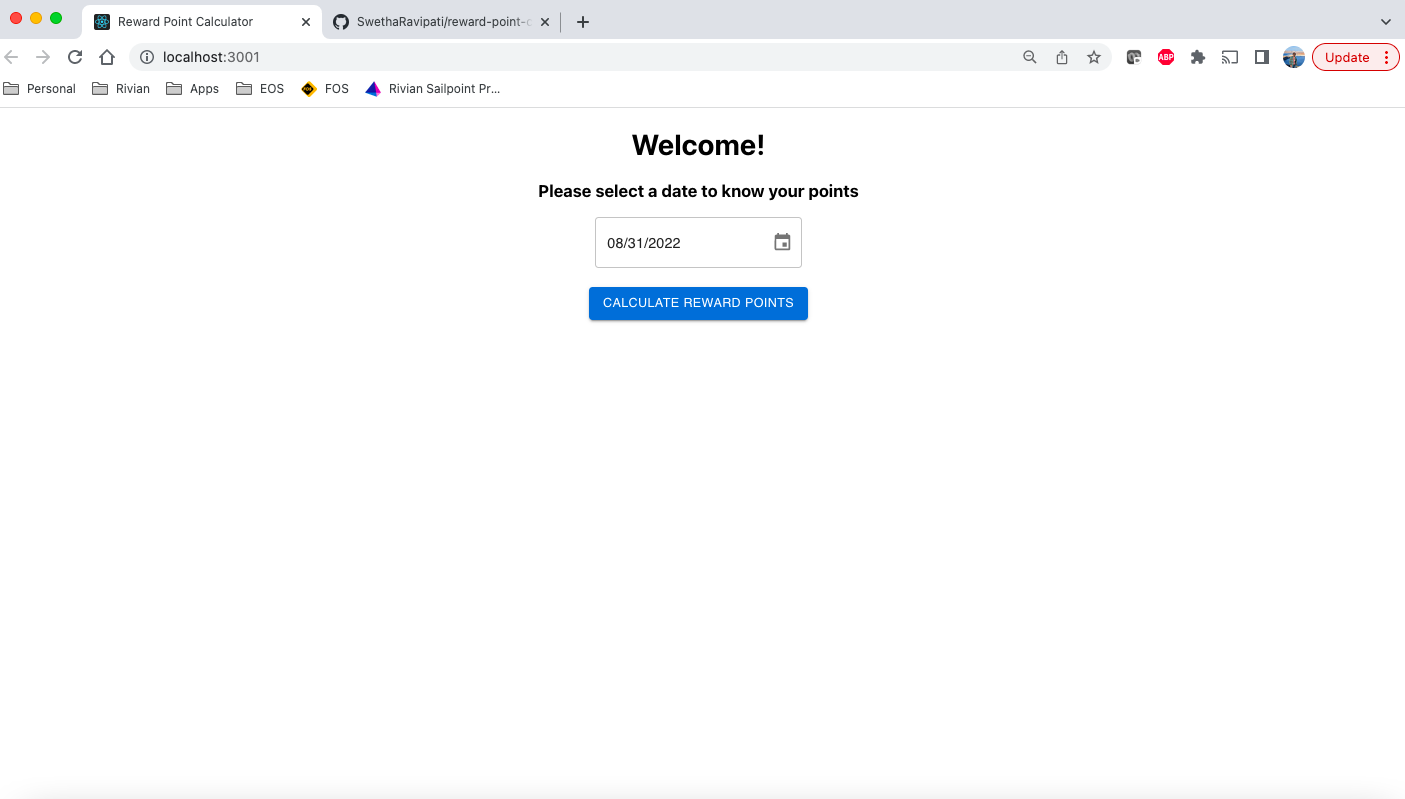 Reward Point Calculator
SwethaRavipati/reward-point-c
localhost:3001
ABP
Update
Personal
Rivian
Apps
EOS
FOS
Rivian Sailpoint Pr...
Welcome!
Please select a date to know your points
08/31/2022
CALCULATE REWARD POINTS